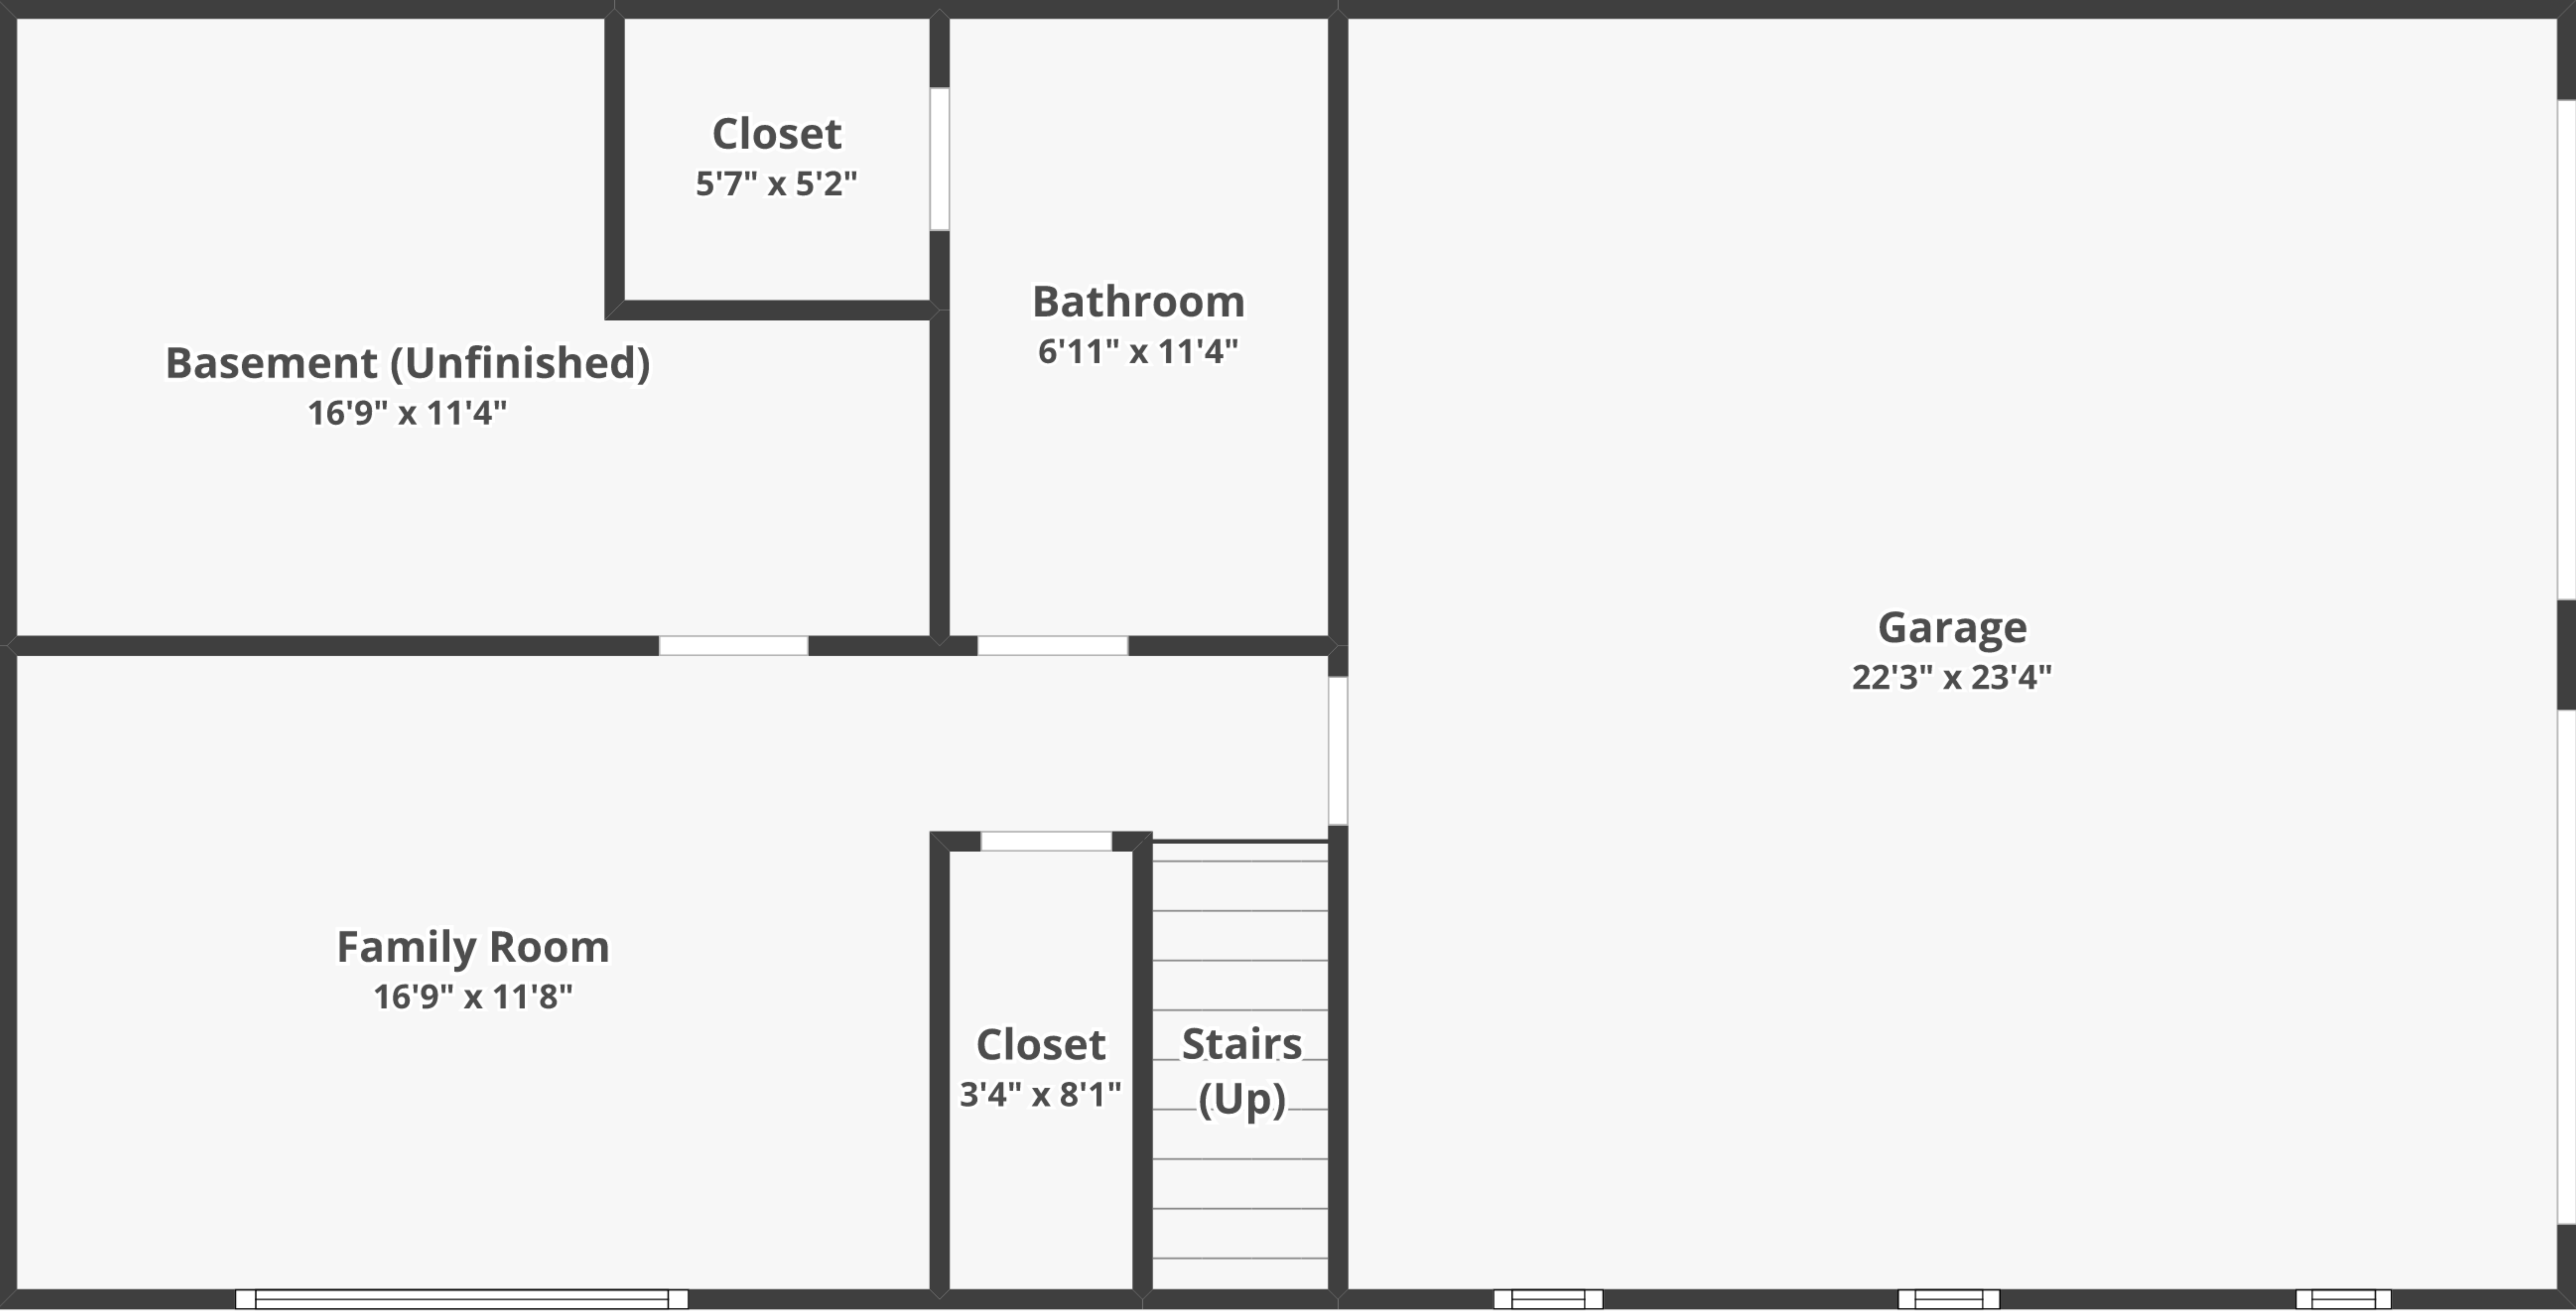 Closet
5'7" x 5'2"
Bathroom
6'11" x 11'4"
Basement (Unfinished)
16'9" x 11'4"
Garage
22'3" x 23'4"
Family Room
16'9" x 11'8"
Closet
3'4" x 8'1"
Stairs
(Up)